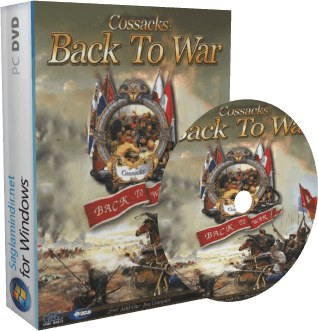 PC DVD
Saglamindir.net
for Windows®
Cossacks:
Back To War
Cossacks
BACK TO WAR
Cossacks:
Back To War
Cossacks
BACK TO WAR